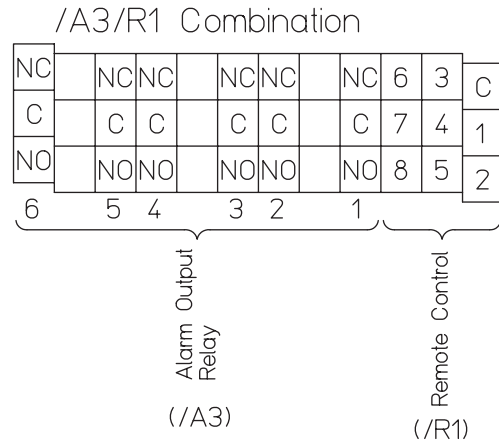 /A3/R1 Combination
NC NC NC NC NC NC 6 3 C
C C C C C C 7 4 1
NO NO NO NO NO NO 8 5 2
6 5 4 3 2 1
Alarm Output
Relay
(/A3)
Remote Control
(/R1)